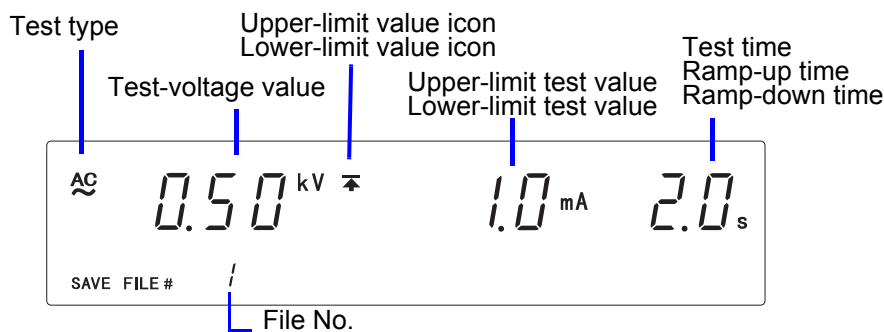 Test type
Upper-limit value icon
Lower-limit value icon
Test-voltage value
Upper-limit test value
Lower-limit test value
Test time
Ramp-up time
Ramp-down time
AC 0.50 kV 1.0 mA 2.0 s
SAVE FILE # 1
File No.